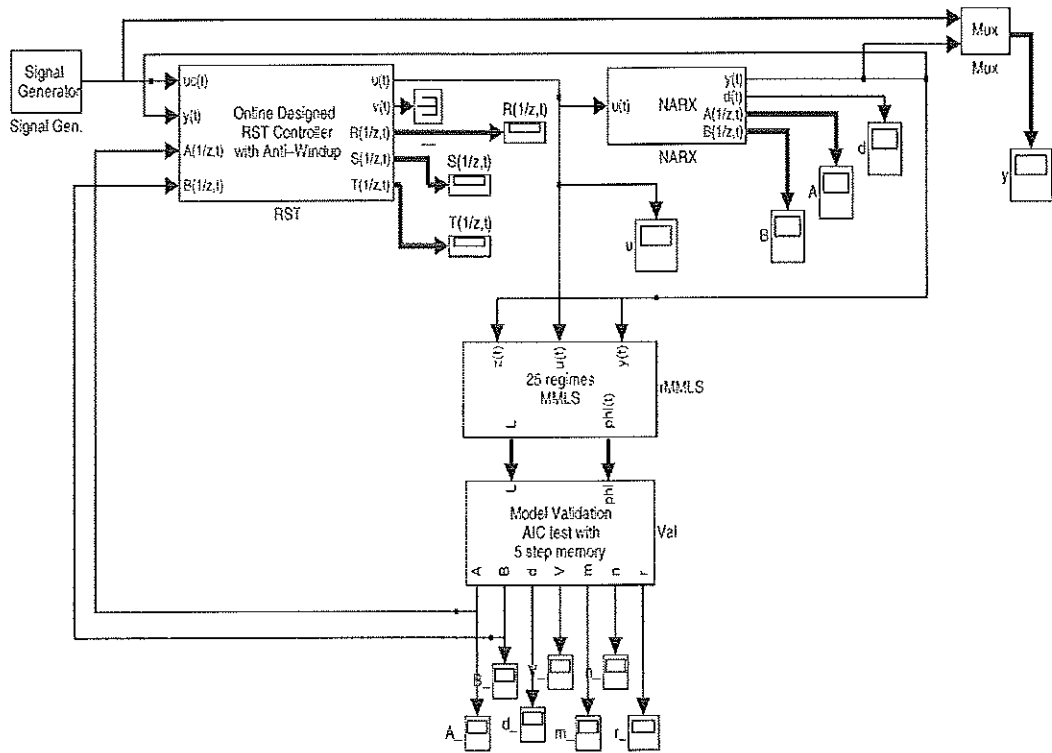 Signal
Generator
Signal Gen.
uc(t)
y(t)
A(1/z,t)
B(1/z,t)
Online Designed
RST Controller
with Anti-Windup
u(t)
v(t)
R(1/z,t)
S(1/z,t)
T(1/z,t)
RST
R(1/z,t)
S(1/z,t)
T(1/z,t)
u(t)
NARX
y(t)
d(t)
A(1/z,t)
B(1/z,t)
NARX
Mux
Mux
d
A
B
u
y
z(t)
u(t)
y(t)
25 regimes
MMLS
rMMLS
L
phi(t)
L
phi
Model Validation
AIC test with
5 step memory
Val
A
B
d
V
m
n
r
B_
V_
n_
A_
d_
m_
r_